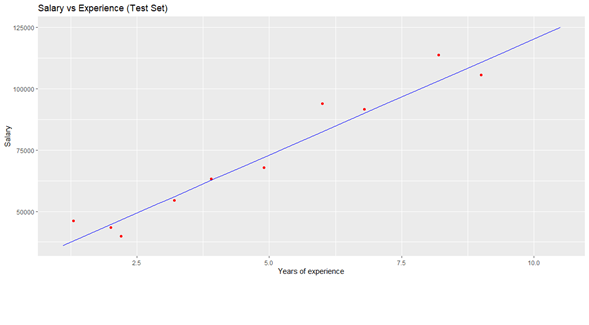 Salary vs Experience (Test Set)
125000
100000
75000
50000
Salary
2.5 5.0 7.5 10.0
Years of experience